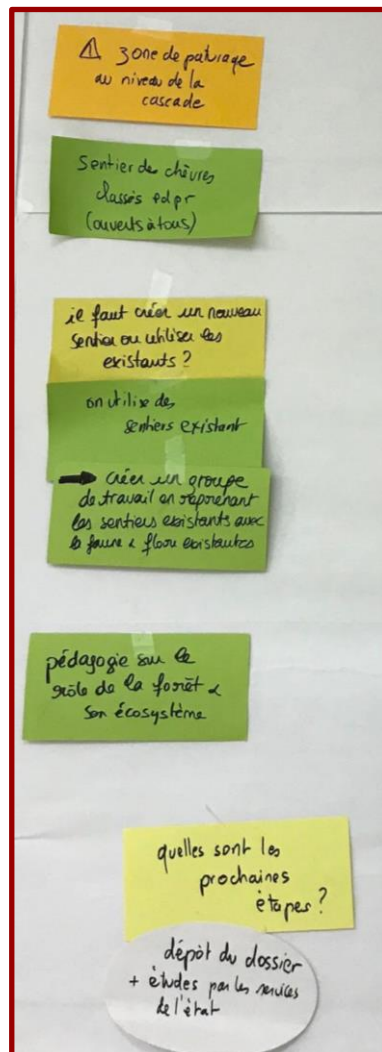 ⚠ zone de paturage
au niveau de la
cascade
Sentier des chèvres
classés pdpr
(ouverts à tous)
il faut créer un nouveau
sentier ou utiliser les
existants ?
on utilise des
sentiers existant
→ créer un groupe
de travail en reprenant
les sentiers existants avec
la faune & flore existantes
pédagogie sur le
rôle de la forêt &
son écosystème
quelles sont les
prochaines
étapes ?
dépôt du dossier
+ études par les services
de l'état